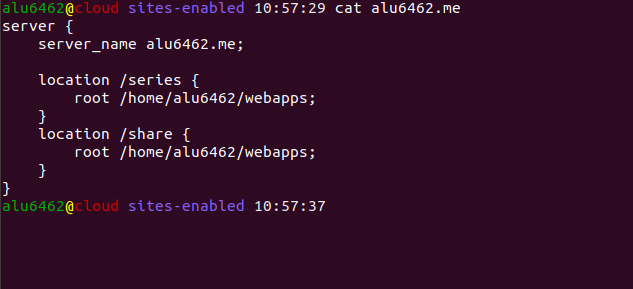 alu6462@cloud sites-enabled 10:57:29 cat alu6462.me
server {
    server_name alu6462.me;

    location /series {
        root /home/alu6462/webapps;
    }
    location /share {
        root /home/alu6462/webapps;
    }
}
alu6462@cloud sites-enabled 10:57:37